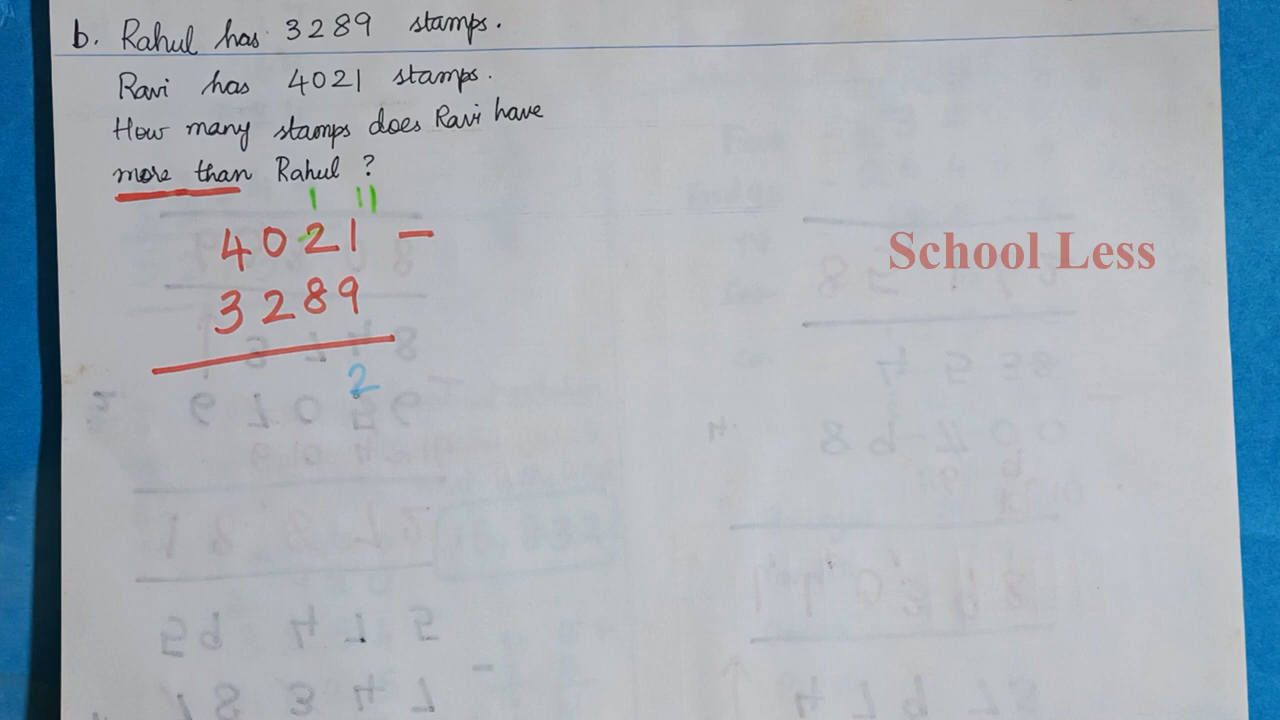 b. Rahul has 3289 stamps.
Ravi has 4021 stamps.
How many stamps does Ravi have
more than Rahul ?
1 11
4021 -
3289
2
School Less